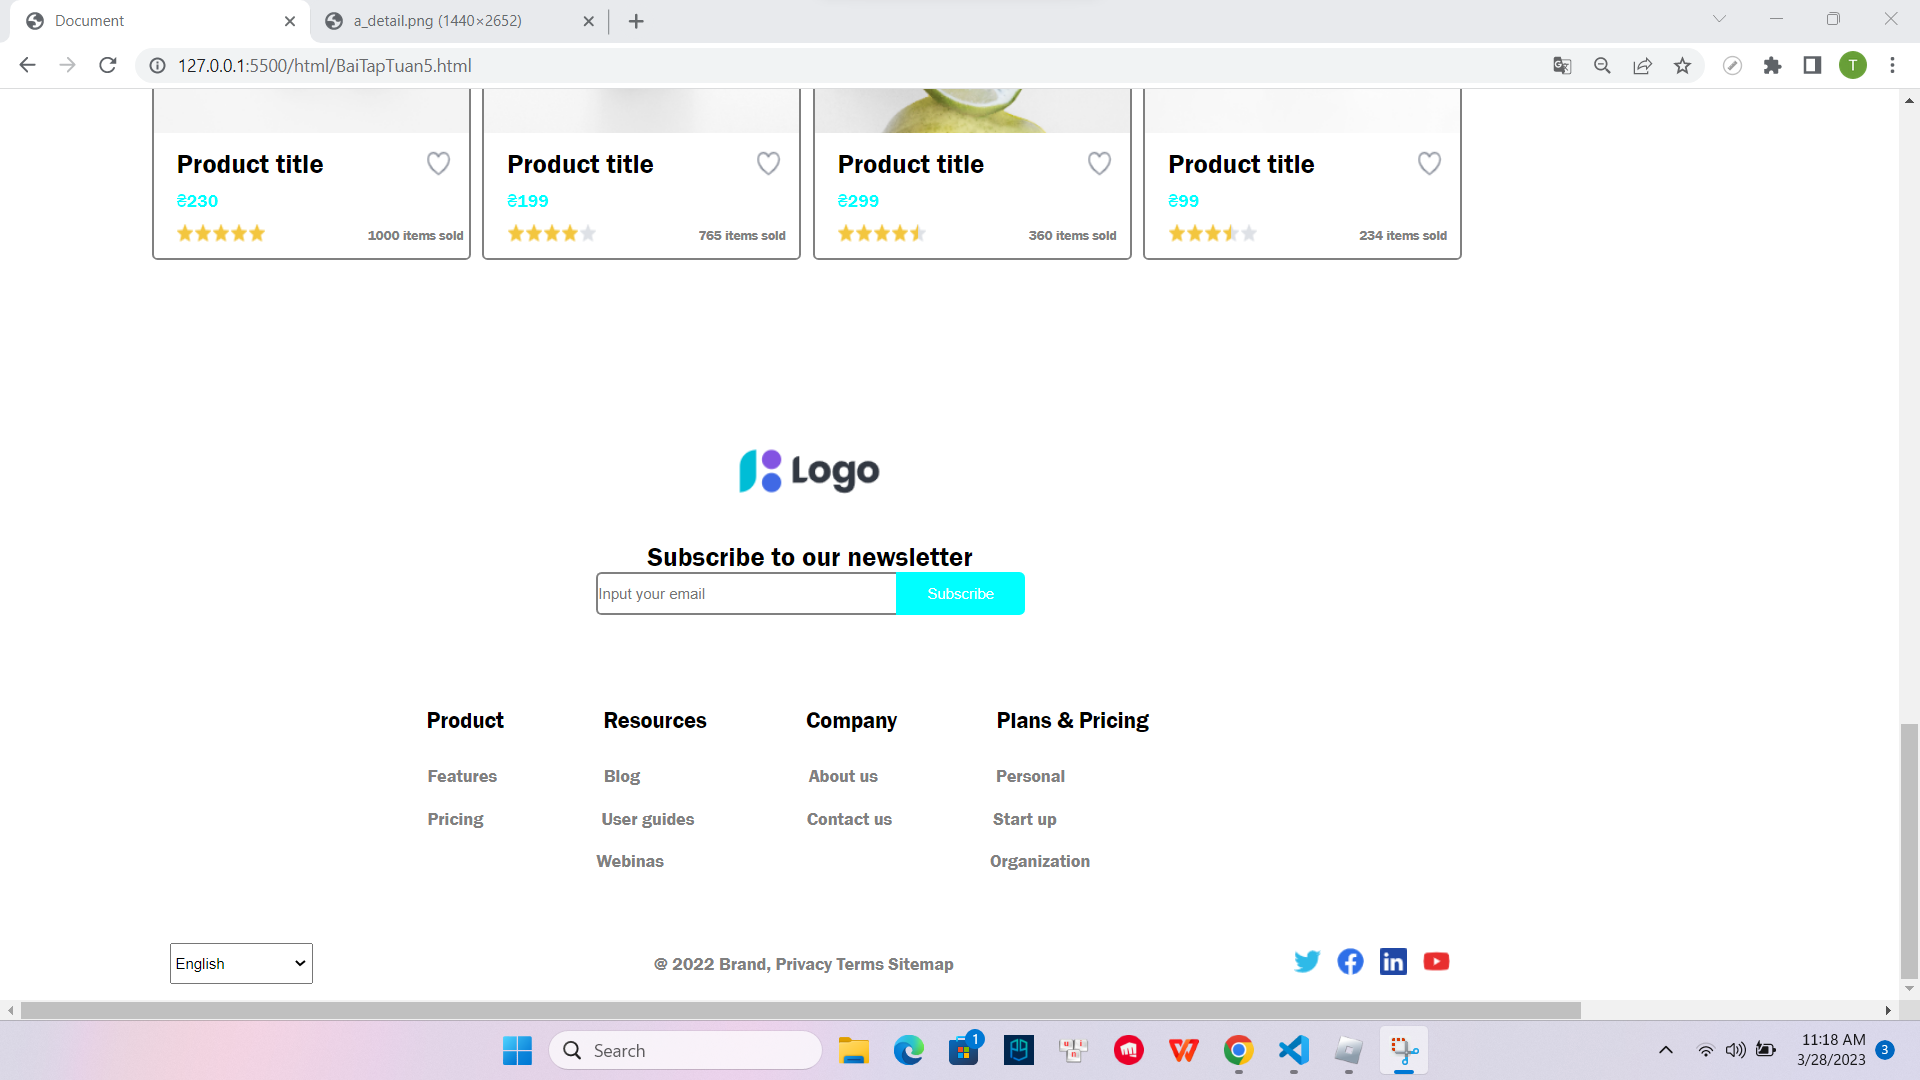 Document
a_detail.png (1440×2652)
127.0.0.1:5500/html/BaiTapTuan5.html
T
Product title
₴230
1000 items sold
Product title
₴199
765 items sold
Product title
₴299
360 items sold
Product title
₴99
234 items sold
Logo
Subscribe to our newsletter
Input your email
Subscribe
Product
Resources
Company
Plans & Pricing
Features
Blog
About us
Personal
Pricing
User guides
Contact us
Start up
Webinas
Organization
English
@ 2022 Brand, Privacy Terms Sitemap
in
Search
1
11:18 AM
3/28/2023
3